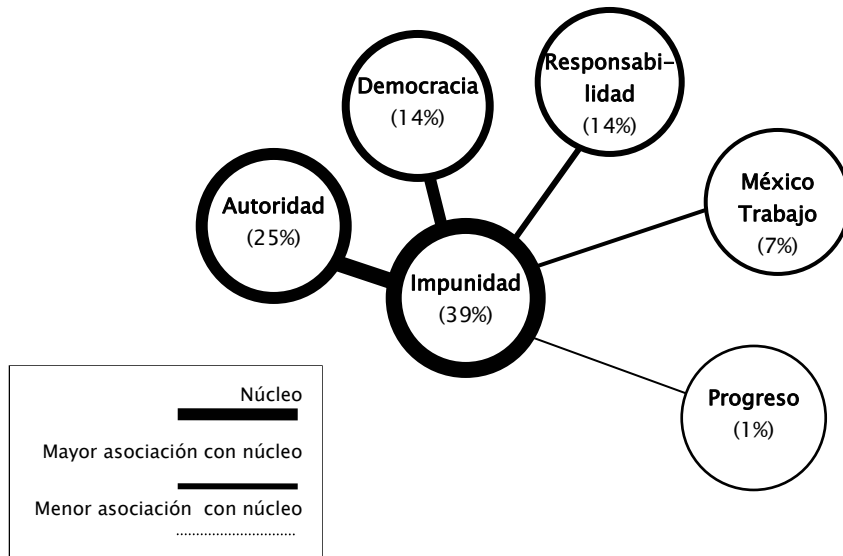 Democracia
(14%)
Responsabi-
lidad
(14%)
Autoridad
(25%)
México
Trabajo
(7%)
Impunidad
(39%)
Progreso
(1%)
Núcleo
Mayor asociación con núcleo
Menor asociación con núcleo